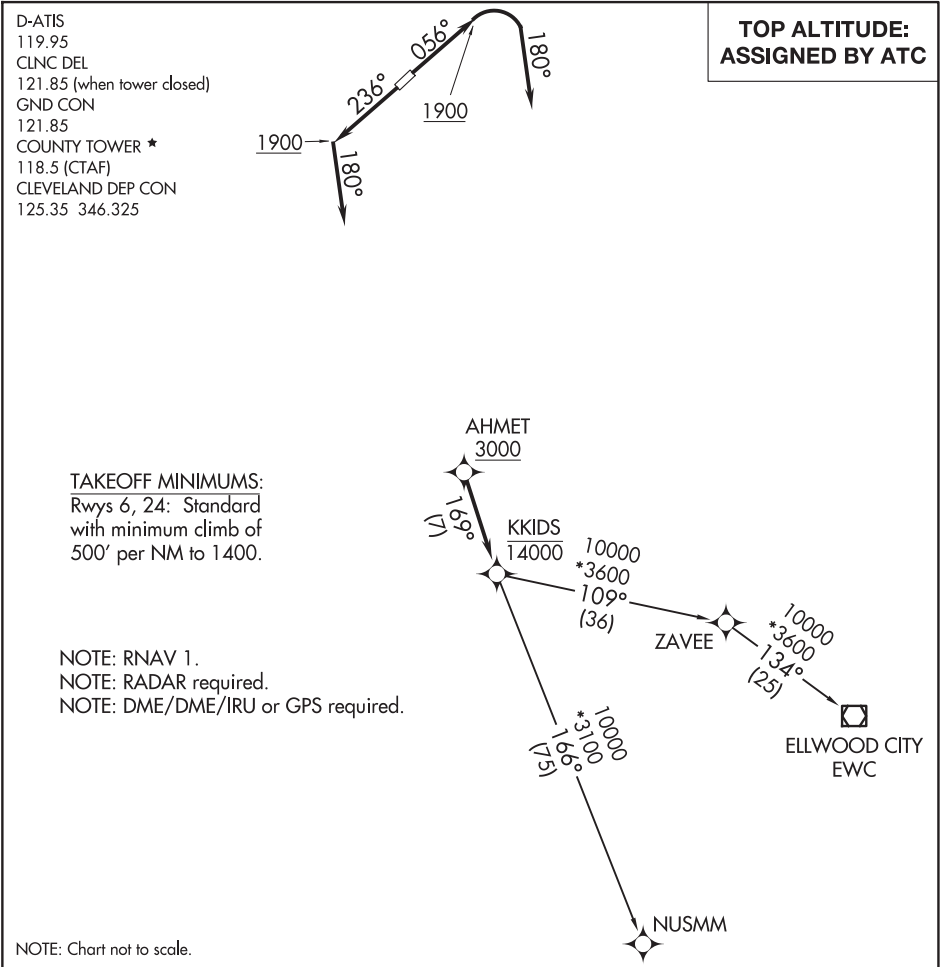 D-ATIS
119.95
CLNC DEL
121.85 (when tower closed)
GND CON
121.85
COUNTY TOWER ★
118.5 (CTAF)
CLEVELAND DEP CON
125.35 346.325
TOP ALTITUDE:
ASSIGNED BY ATC
056°
236°
180°
1900
1900
180°
AHMET
3000
169°
(7)
KKIDS
14000
10000
*3600
109°
(36)
ZAVEE
10000
*3600
134°
(25)
ELLWOOD CITY
EWC
10000
*3100
166°
(75)
NUSMM
TAKEOFF MINIMUMS:
Rwys 6, 24: Standard
with minimum climb of
500' per NM to 1400.
NOTE: RNAV 1.
NOTE: RADAR required.
NOTE: DME/DME/IRU or GPS required.
NOTE: Chart not to scale.